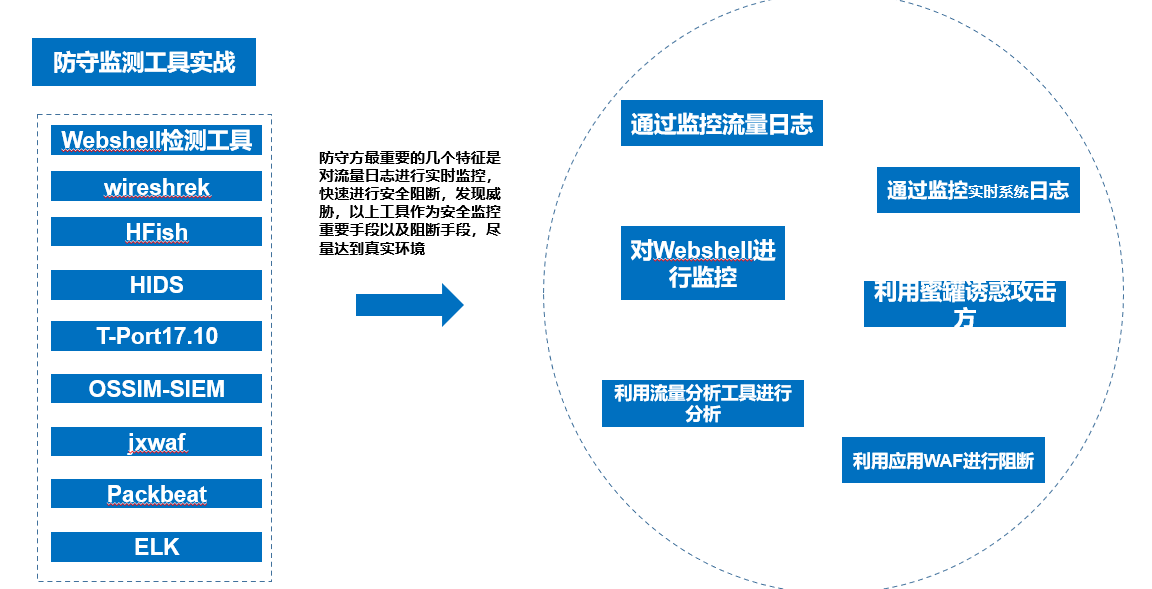 防守监测工具实战
Webshell检测工具
wireshrek
HFish
HIDS
T-Port17.10
OSSIM-SIEM
jxwaf
Packbeat
ELK
防守方最重要的几个特征是
对流量日志进行实时监控，
快速进行安全阻断，发现威
胁，以上工具作为安全监控
重要手段以及阻断手段，尽
量达到真实环境
通过监控流量日志
通过监控实时系统日志
对Webshell进
行监控
利用蜜罐诱惑攻击
方
利用流量分析工具进行
分析
利用应用WAF进行阻断